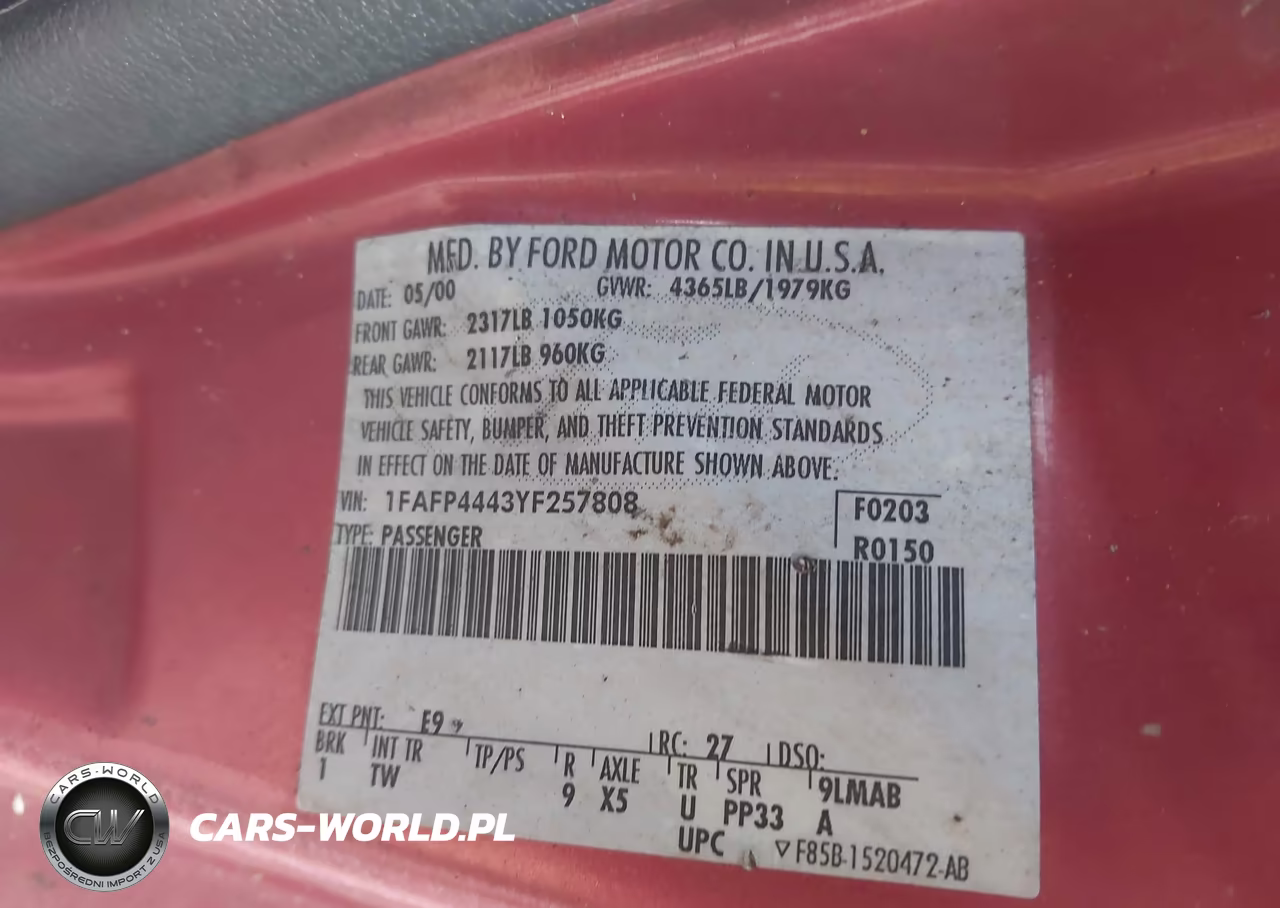 MFD. BY FORD MOTOR CO. IN U.S.A.
DATE: 05/00 GVWR: 4365LB/1979KG
FRONT GAWR: 2317LB 1050KG
REAR GAWR: 2117LB 960KG
THIS VEHICLE CONFORMS TO ALL APPLICABLE FEDERAL MOTOR
VEHICLE SAFETY, BUMPER, AND THEFT PREVENTION STANDARDS
IN EFFECT ON THE DATE OF MANUFACTURE SHOWN ABOVE.
VIN: 1FAFP4443YF257808 F0203
TYPE: PASSENGER R0150
EXT PNT: E9 RC: 27 DSO:
BRK INT TR TP/PS R AXLE TR SPR 9LMAB
1 TW 9 X5 U PP33 A
UPC ▽F85B-1520472-AB
CARS-WORLD
CW
BEZPOŚREDNI IMPORT Z USA
CARS-WORLD.PL